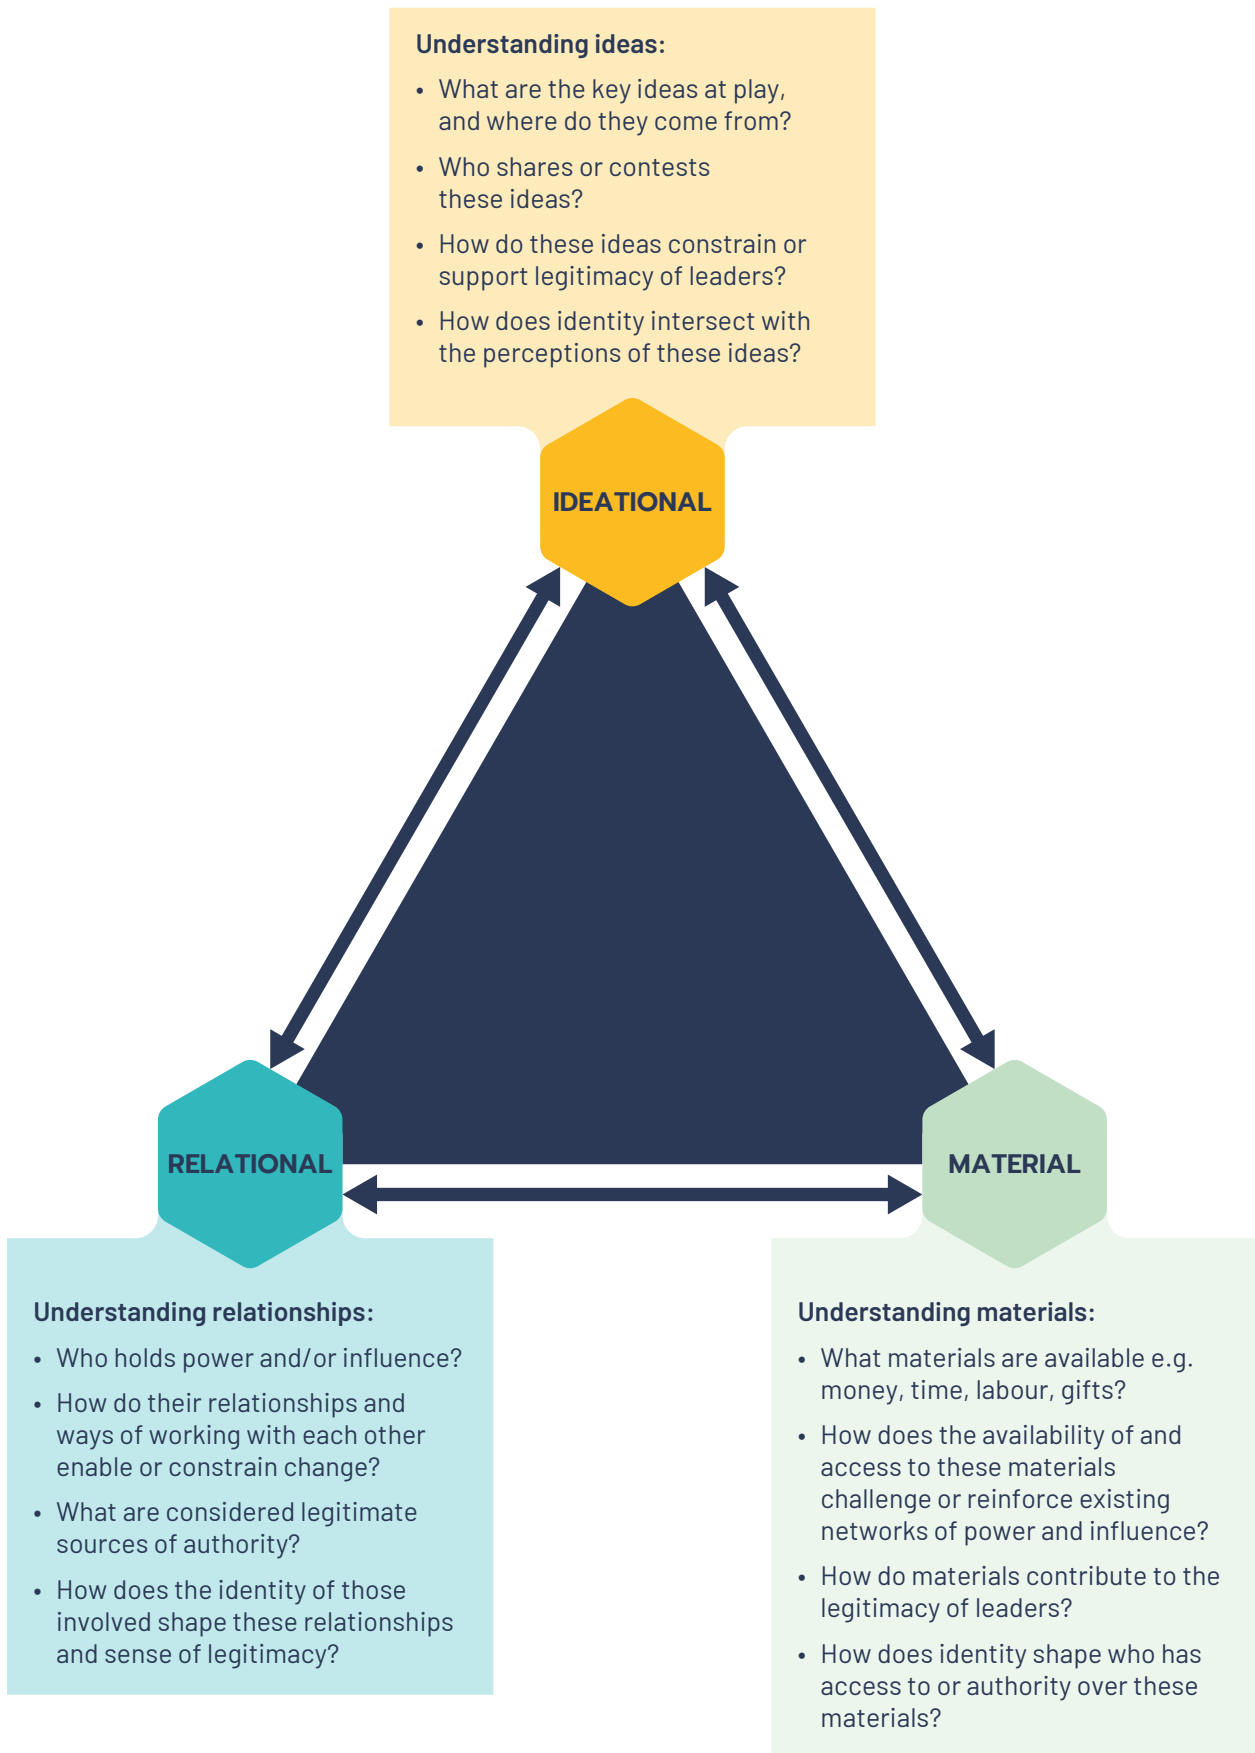 Understanding ideas:
• What are the key ideas at play,
and where do they come from?
• Who shares or contests
these ideas?
• How do these ideas constrain or
support legitimacy of leaders?
• How does identity intersect with
the perceptions of these ideas?
IDEATIONAL
RELATIONAL
MATERIAL
Understanding relationships:
• Who holds power and/or influence?
• How do their relationships and
ways of working with each other
enable or constrain change?
• What are considered legitimate
sources of authority?
• How does the identity of those
involved shape these relationships
and sense of legitimacy?
Understanding materials:
• What materials are available e.g.
money, time, labour, gifts?
• How does the availability of and
access to these materials
challenge or reinforce existing
networks of power and influence?
• How do materials contribute to the
legitimacy of leaders?
• How does identity shape who has
access to or authority over these
materials?